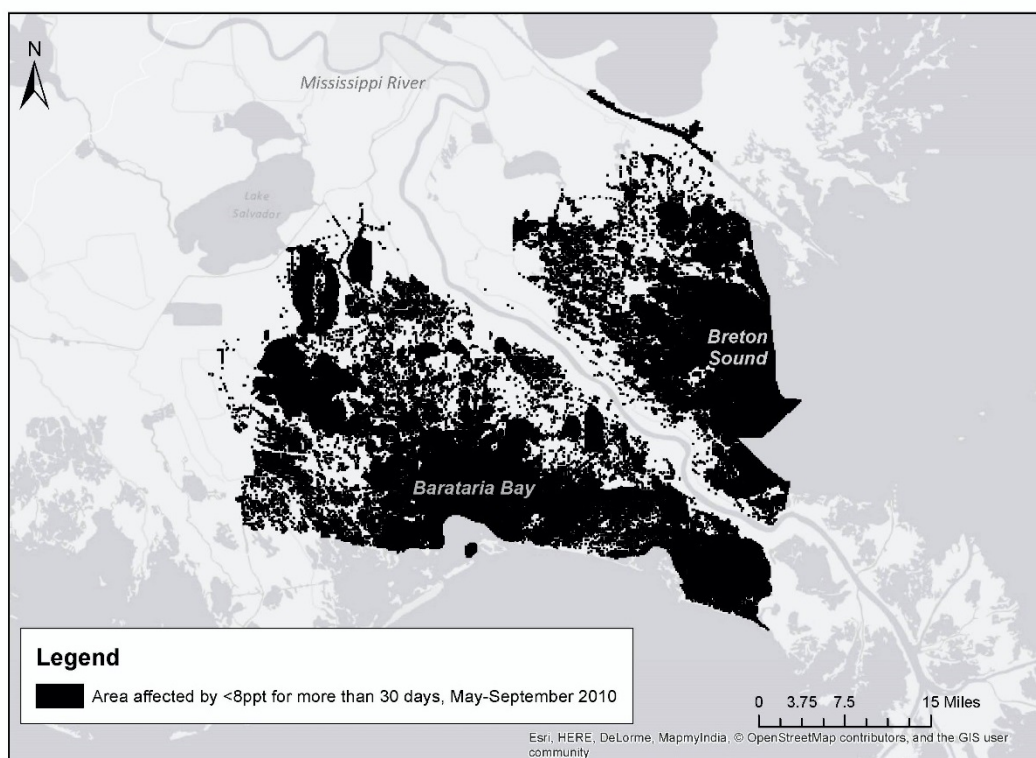 N
Mississippi River
Lake
Salvador
Breton
Sound
Barataria Bay
Legend
Area affected by <8ppt for more than 30 days, May-September 2010
0 3.75 7.5 15 Miles
Esri, HERE, DeLorme, MapmyIndia, © OpenStreetMap contributors, and the GIS user
community